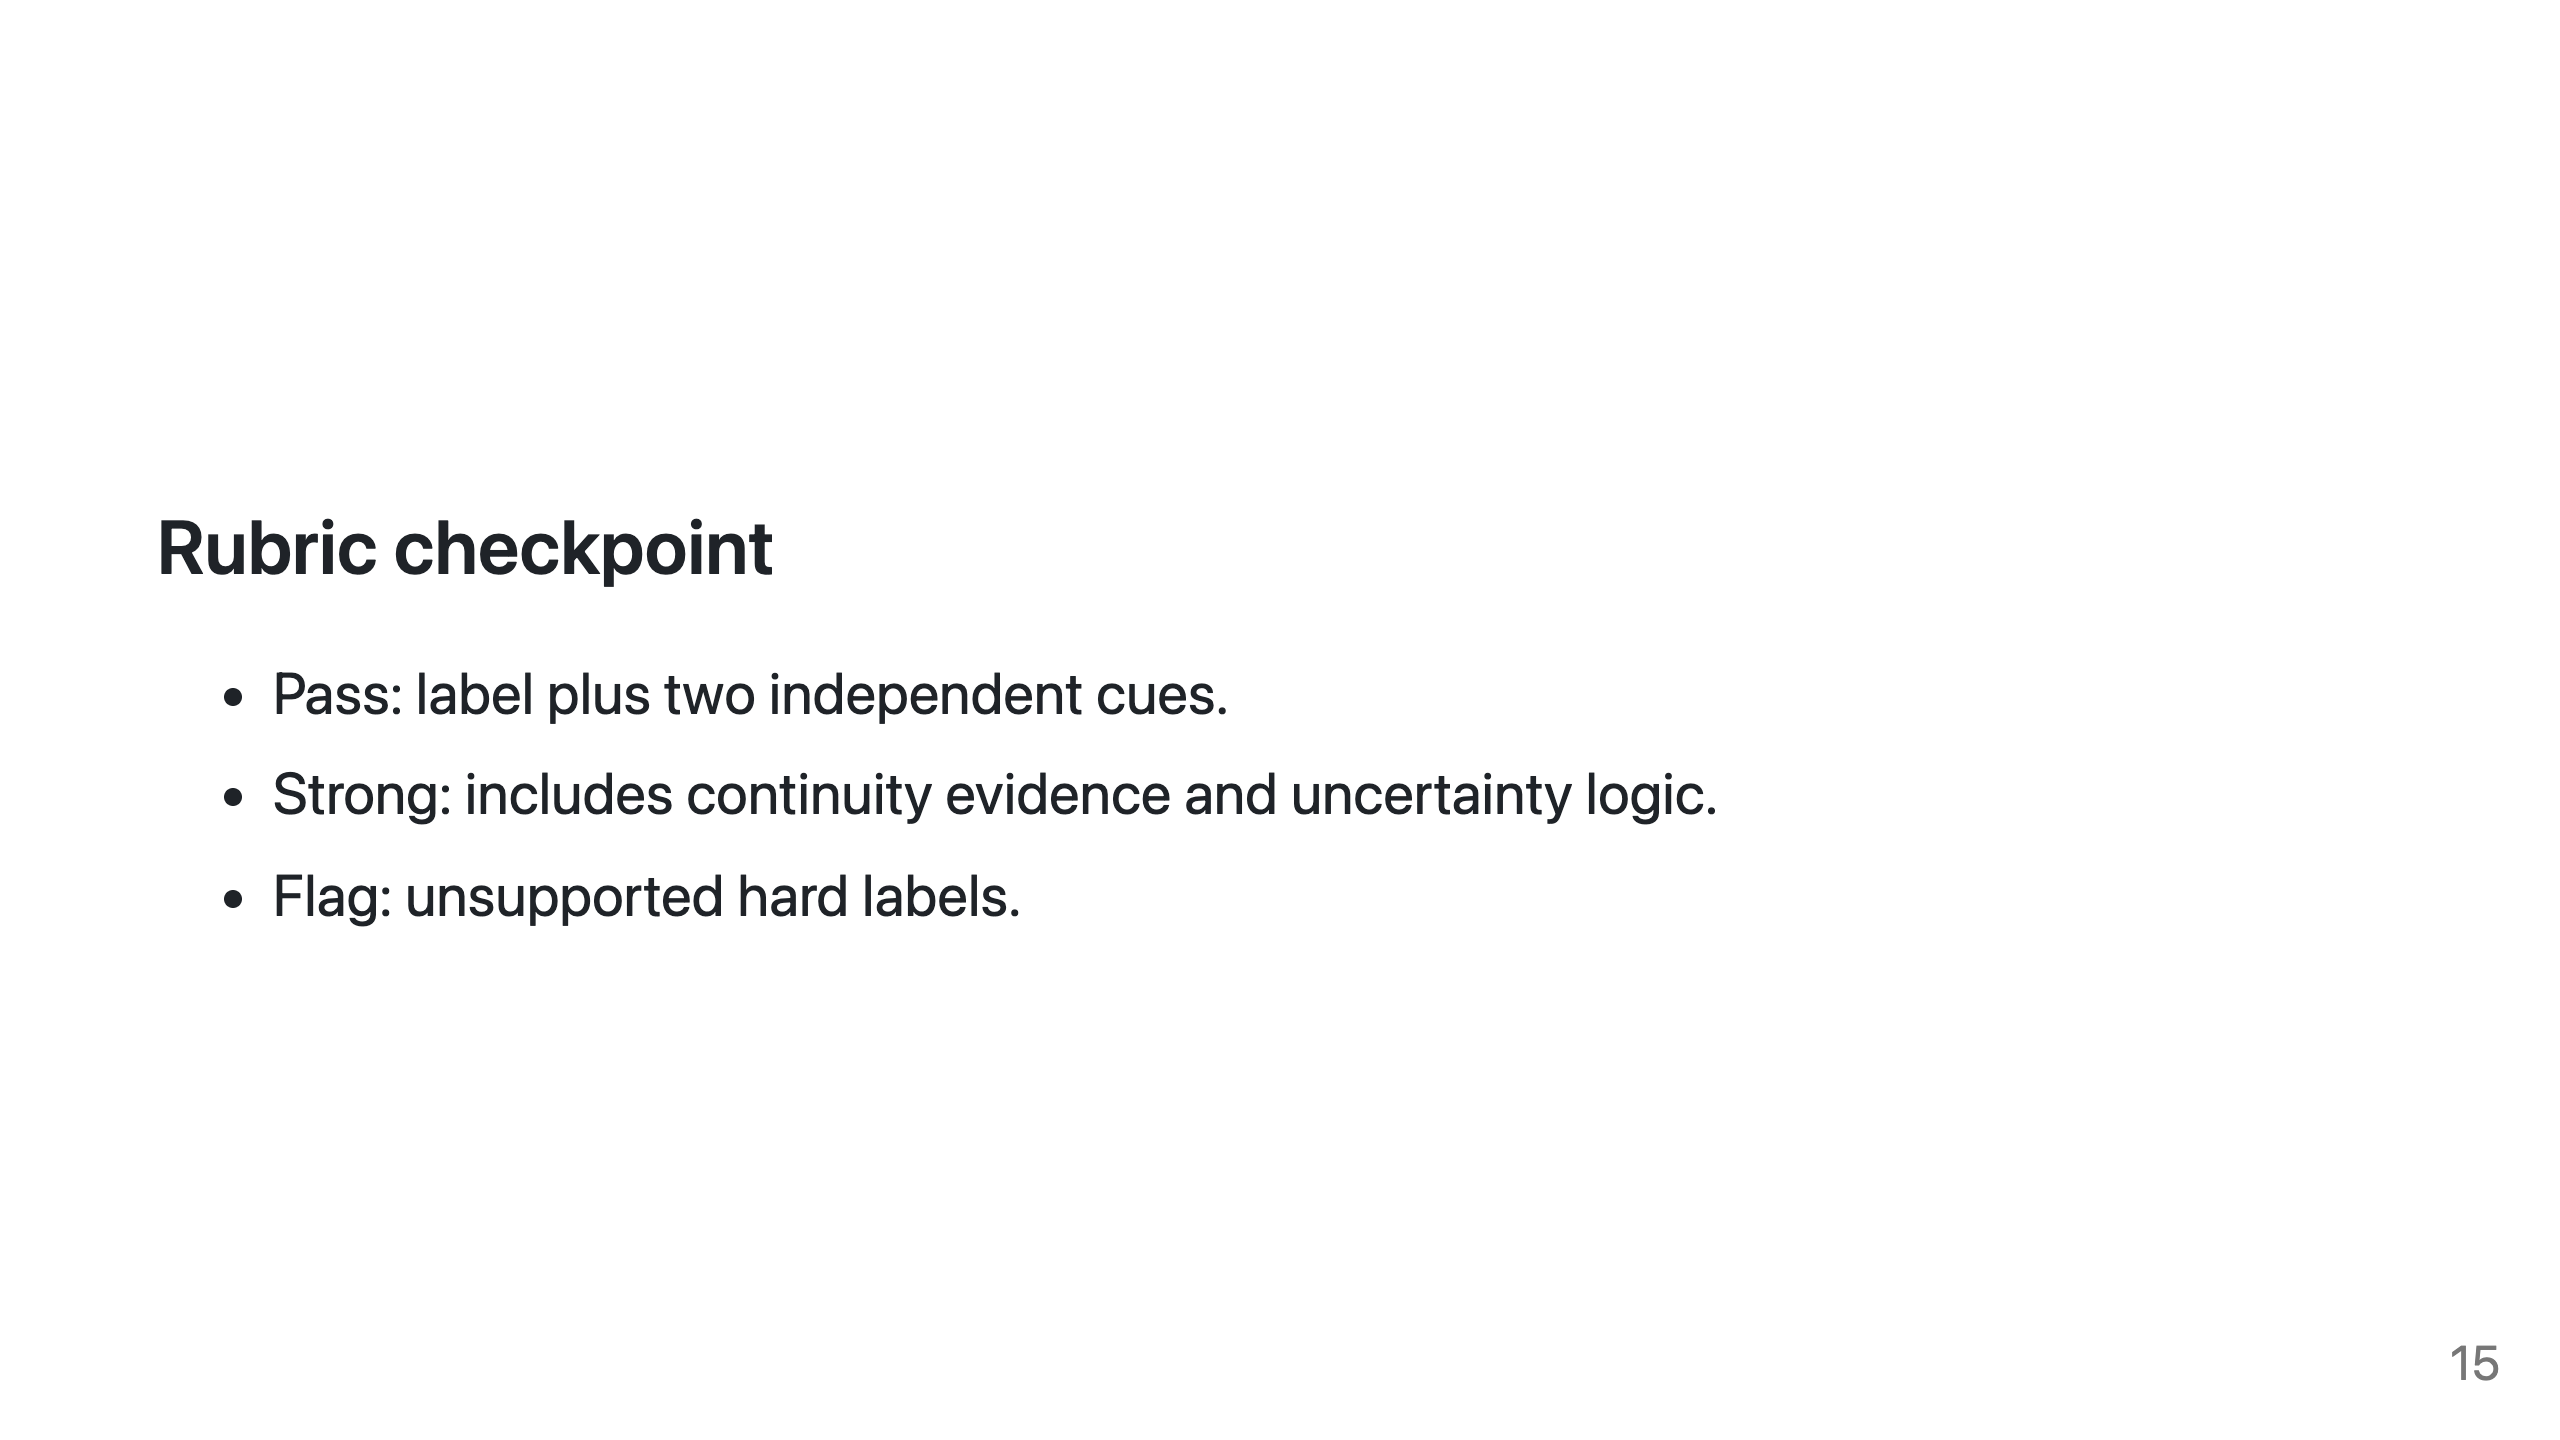 Rubric checkpoint
• Pass: label plus two independent cues.
• Strong: includes continuity evidence and uncertainty logic.
• Flag: unsupported hard labels.
15